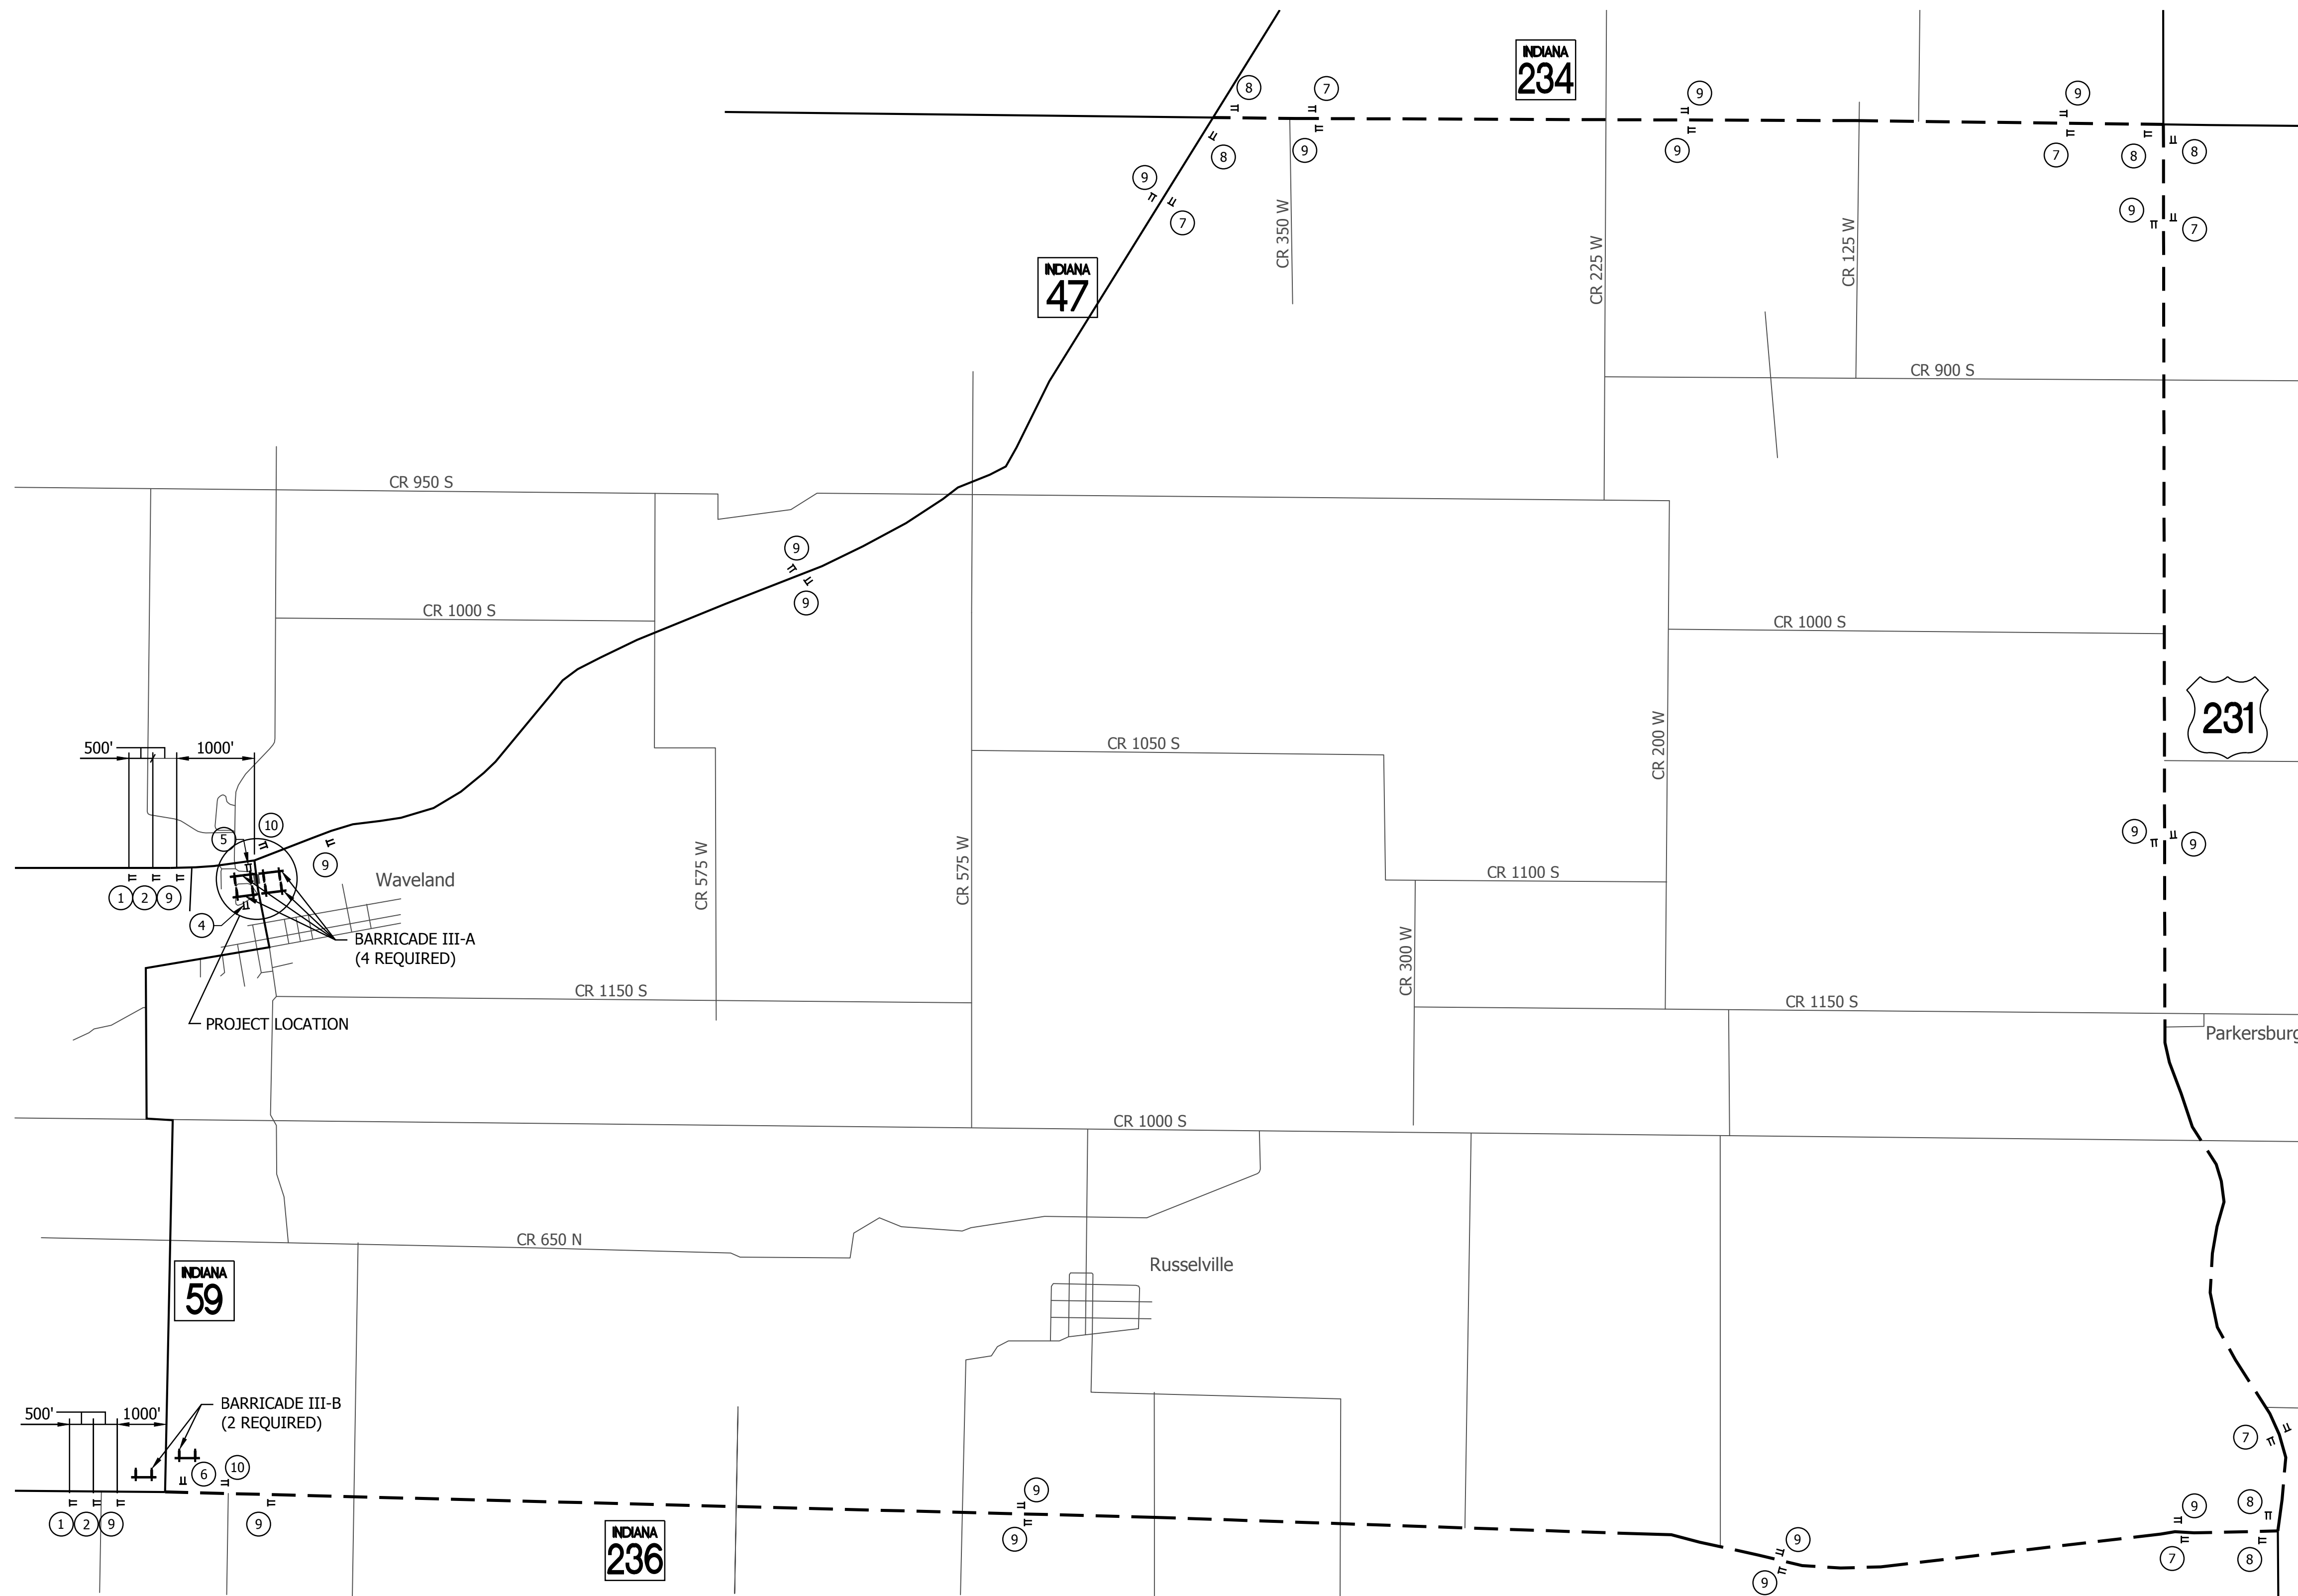 INDIANA
234
8
7
9
9
8
9
9
7
8
8
9
7
9
7
CR 350 W
CR 225 W
CR 125 W
INDIANA
47
CR 900 S
CR 950 S
9
9
CR 1000 S
CR 1000 S
231
500'
1000'
CR 1050 S
CR 200 W
5
10
9
9
9
CR 575 W
CR 575 W
Waveland
CR 1100 S
1
2
9
4
BARRICADE III-A
(4 REQUIRED)
CR 300 W
CR 1150 S
CR 1150 S
PROJECT LOCATION
Parkersburg
CR 1000 S
CR 650 N
Russelville
INDIANA
59
BARRICADE III-B
(2 REQUIRED)
500'
1000'
7
6
10
9
9
8
1
2
9
9
9
9
7
8
9
INDIANA
236